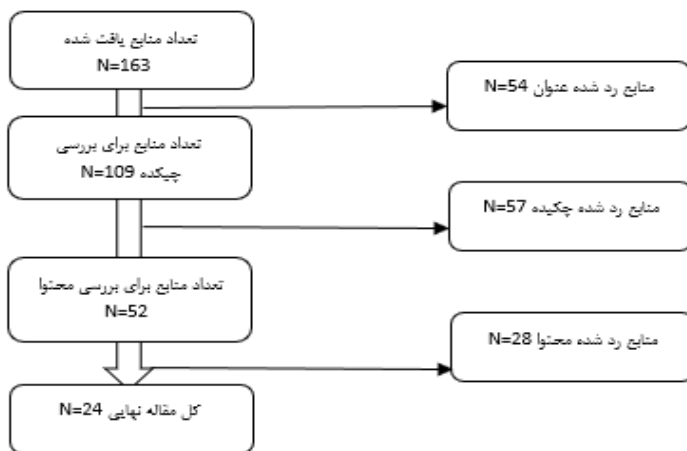 تعداد منابع یافت شده
N=163
منابع رد شده عنوان N=54
تعداد منابع برای بررسی
چیکده N=109
منابع رد شده چکیده N=57
تعداد منابع برای بررسی محتوا
N=52
منابع رد شده محتوا N=28
کل مقاله نهایی N=24